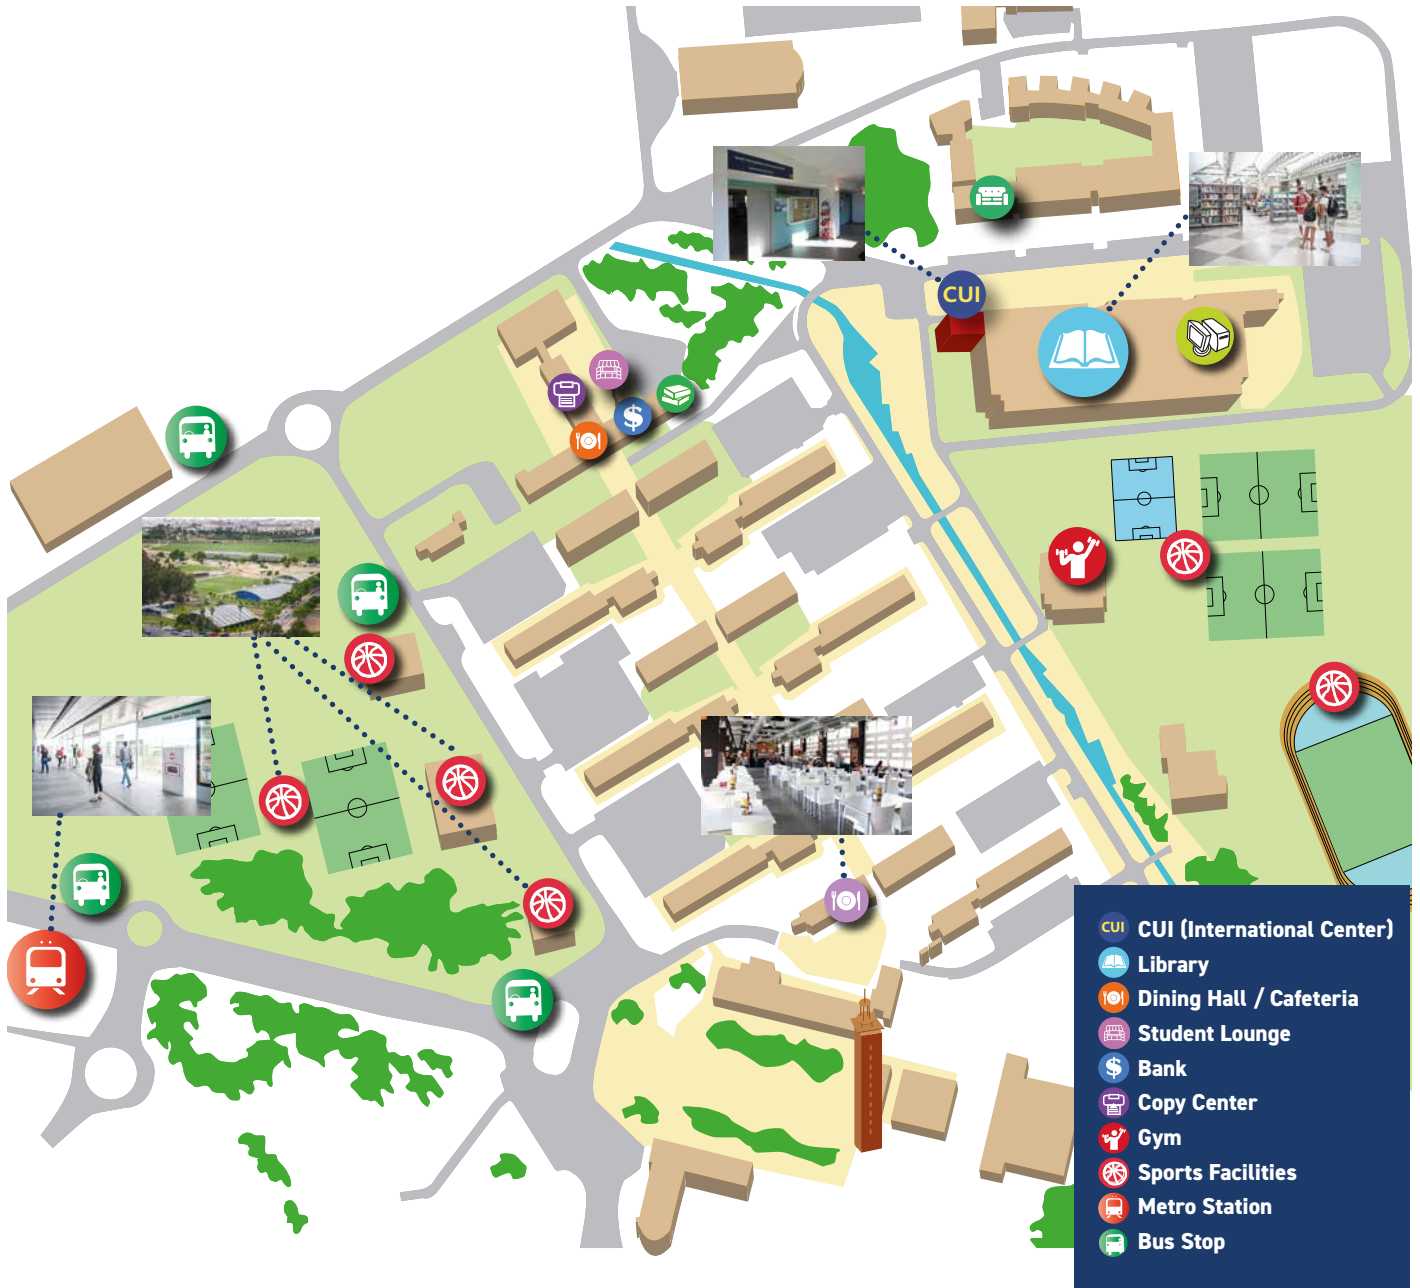 CUI
$
CUI CUI (International Center)
Library
Dining Hall / Cafeteria
Student Lounge
$ Bank
Copy Center
Gym
Sports Facilities
Metro Station
Bus Stop